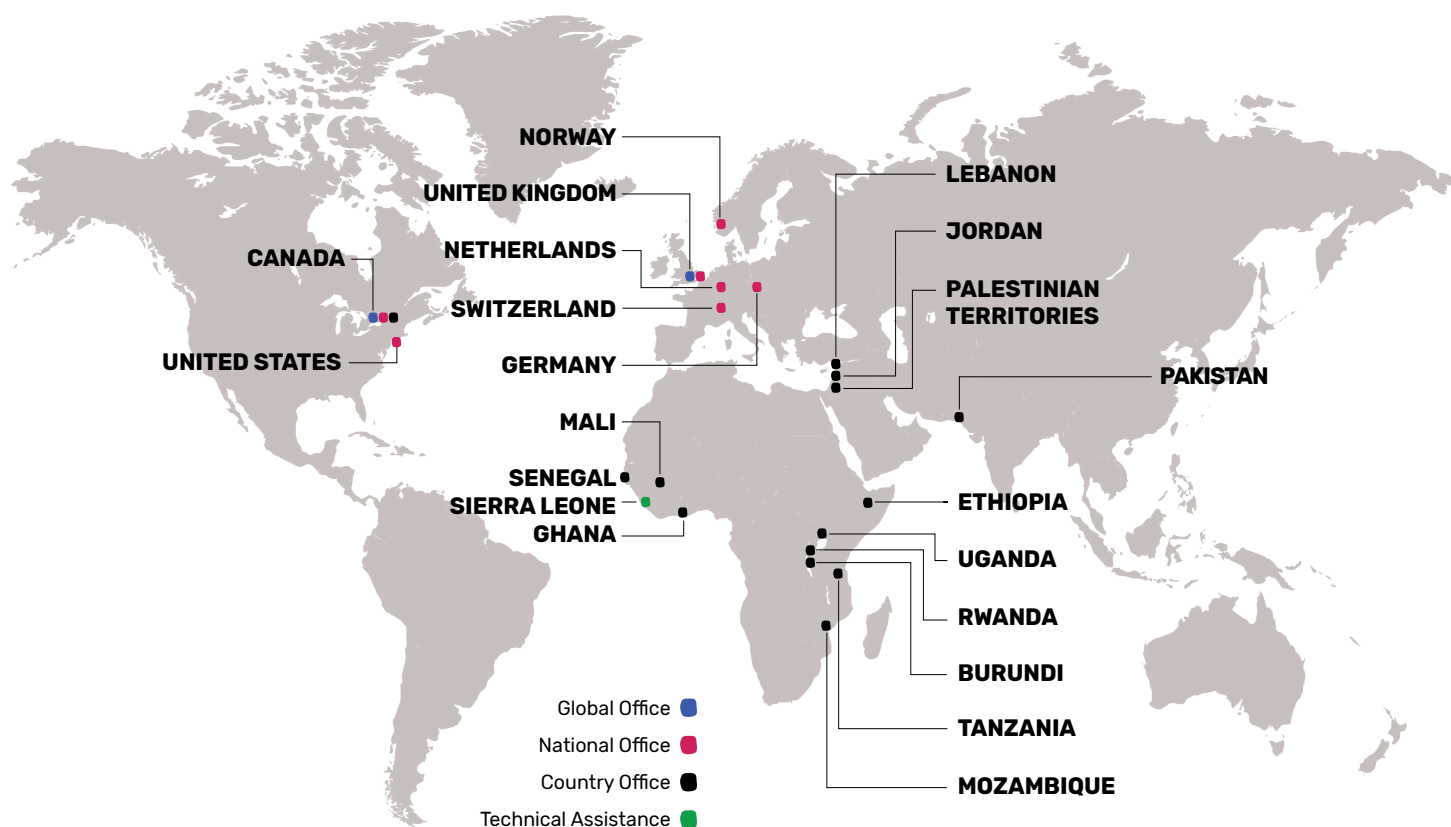 NORWAY
UNITED KINGDOM
NETHERLANDS
CANADA
SWITZERLAND
UNITED STATES
GERMANY
MALI
SENEGAL
SIERRA LEONE
GHANA
LEBANON
JORDAN
PALESTINIAN
TERRITORIES
PAKISTAN
ETHIOPIA
UGANDA
RWANDA
BURUNDI
TANZANIA
MOZAMBIQUE
Global Office
National Office
Country Office
Technical Assistance